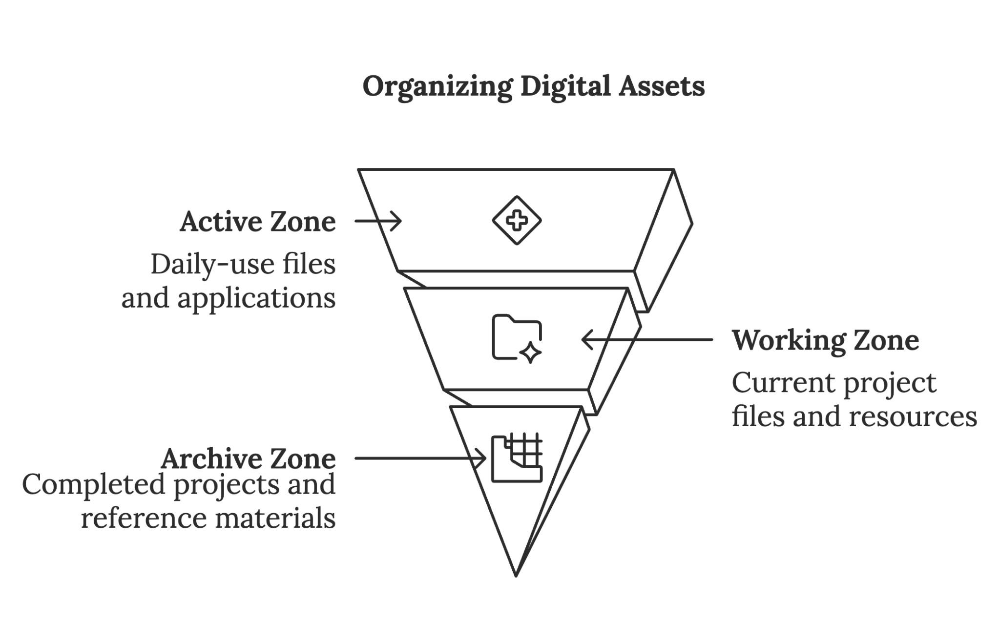 Organizing Digital Assets
Active Zone
Daily-use files
and applications
Working Zone
Current project
files and resources
Archive Zone
Completed projects and
reference materials